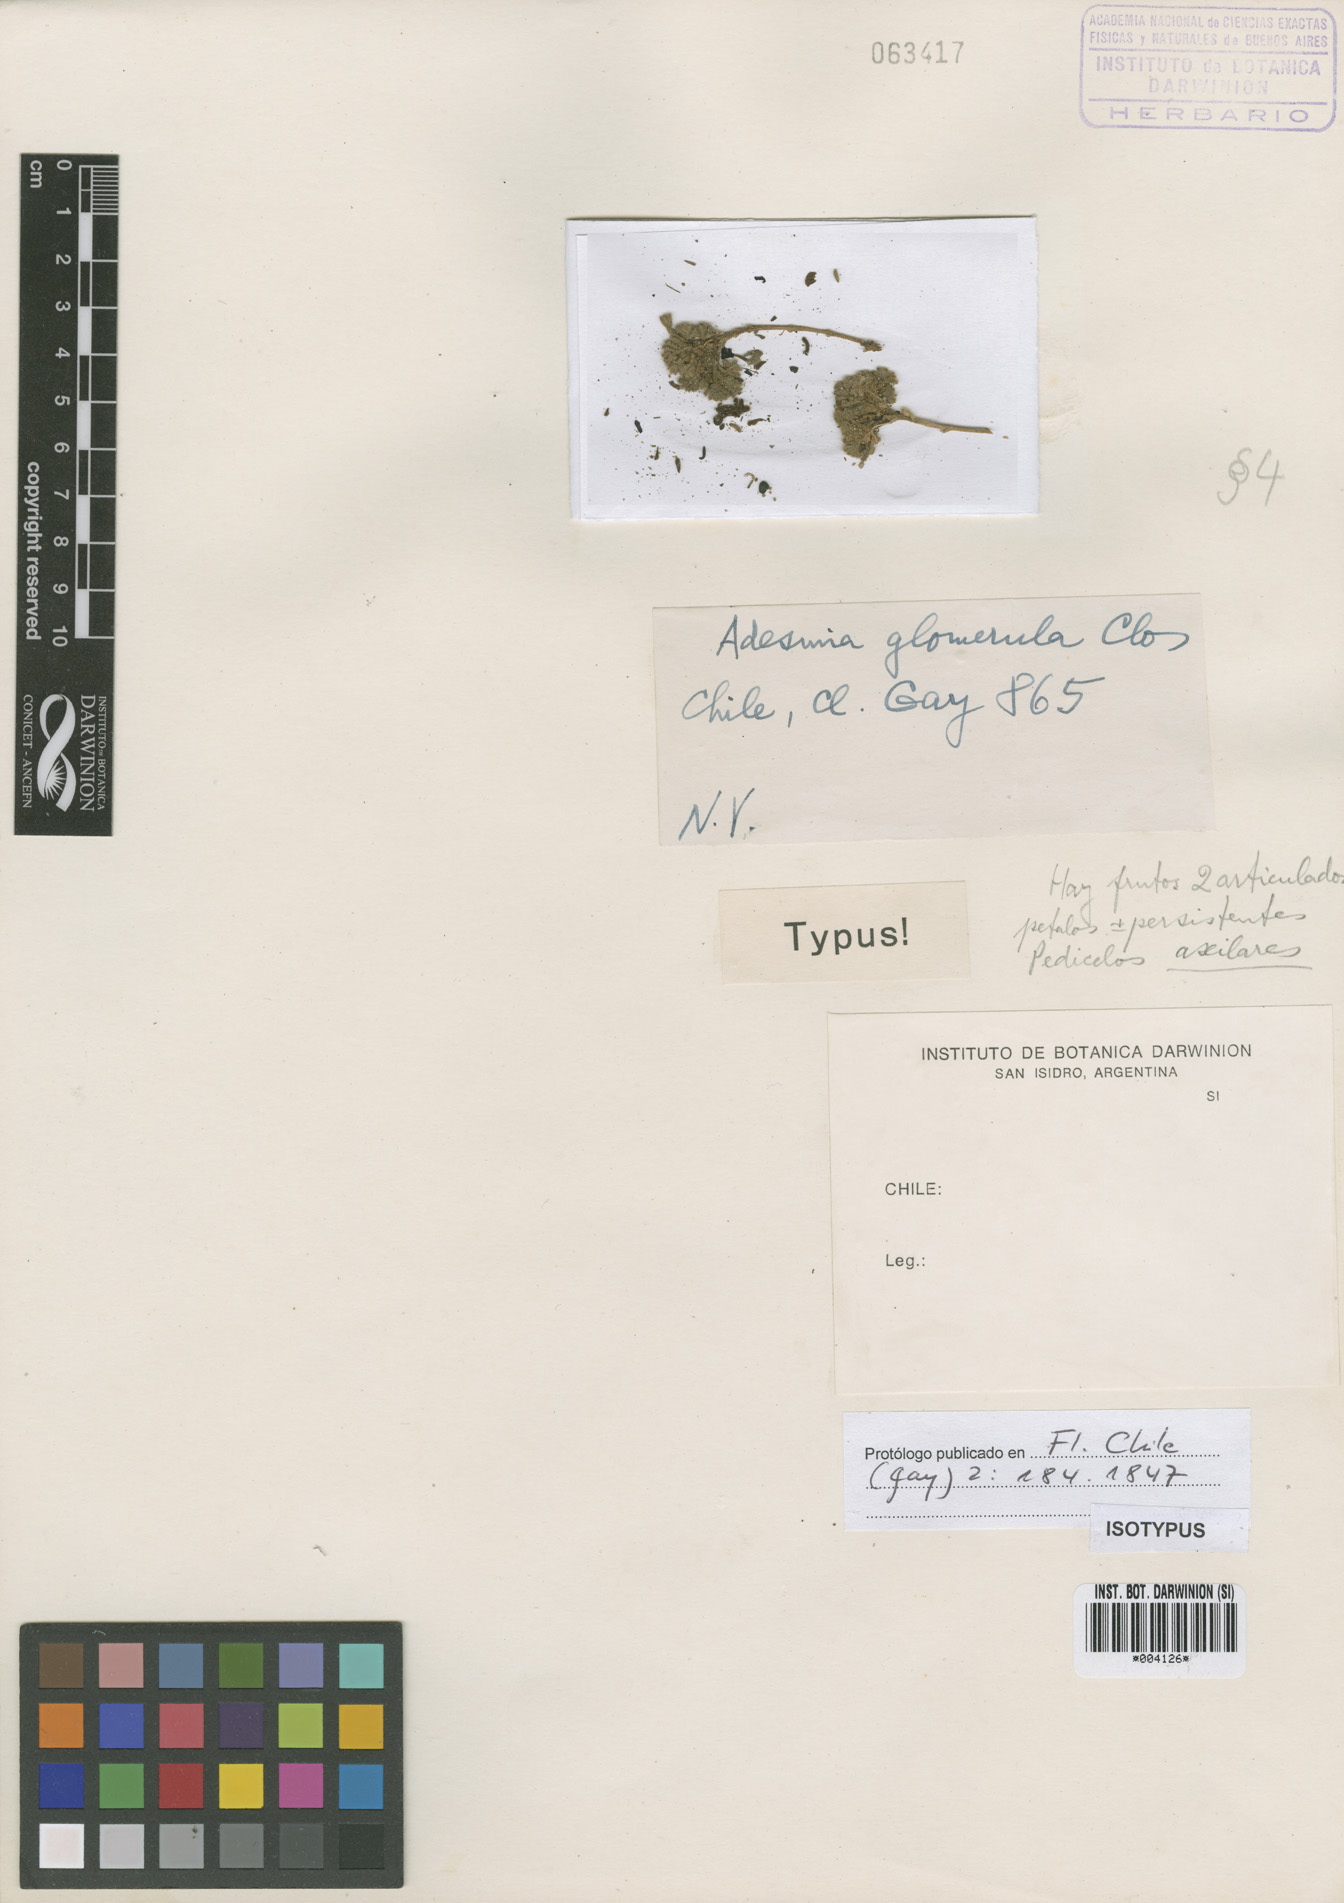 063417
ACADEMIA NACIONAL de CIENCIAS EXACTAS
FISICAS y NATURALES de BUENOS AIRES
INSTITUTO de BOTANICA
DARWINION
HERBARIO
cm
0
1
2
3
4
5
6
7
8
9
10
copyright reserved
INSTITUTO DE BOTANICA
DARWINION
CONICET - ANCEFN
§4
Adesmia glomerula Clos
Chile, Cl. Gay 865
N.V.
Typus!
Hay frutos 2 articulados
petalos ± persistentes
Pedicelos axilares
INSTITUTO DE BOTANICA DARWINION
SAN ISIDRO, ARGENTINA
SI
CHILE:
Leg.:
Protólogo publicado en Fl. Chile
(Gay) 2: 184. 1847
ISOTYPUS
INST. BOT. DARWINION (SI)
*004126*